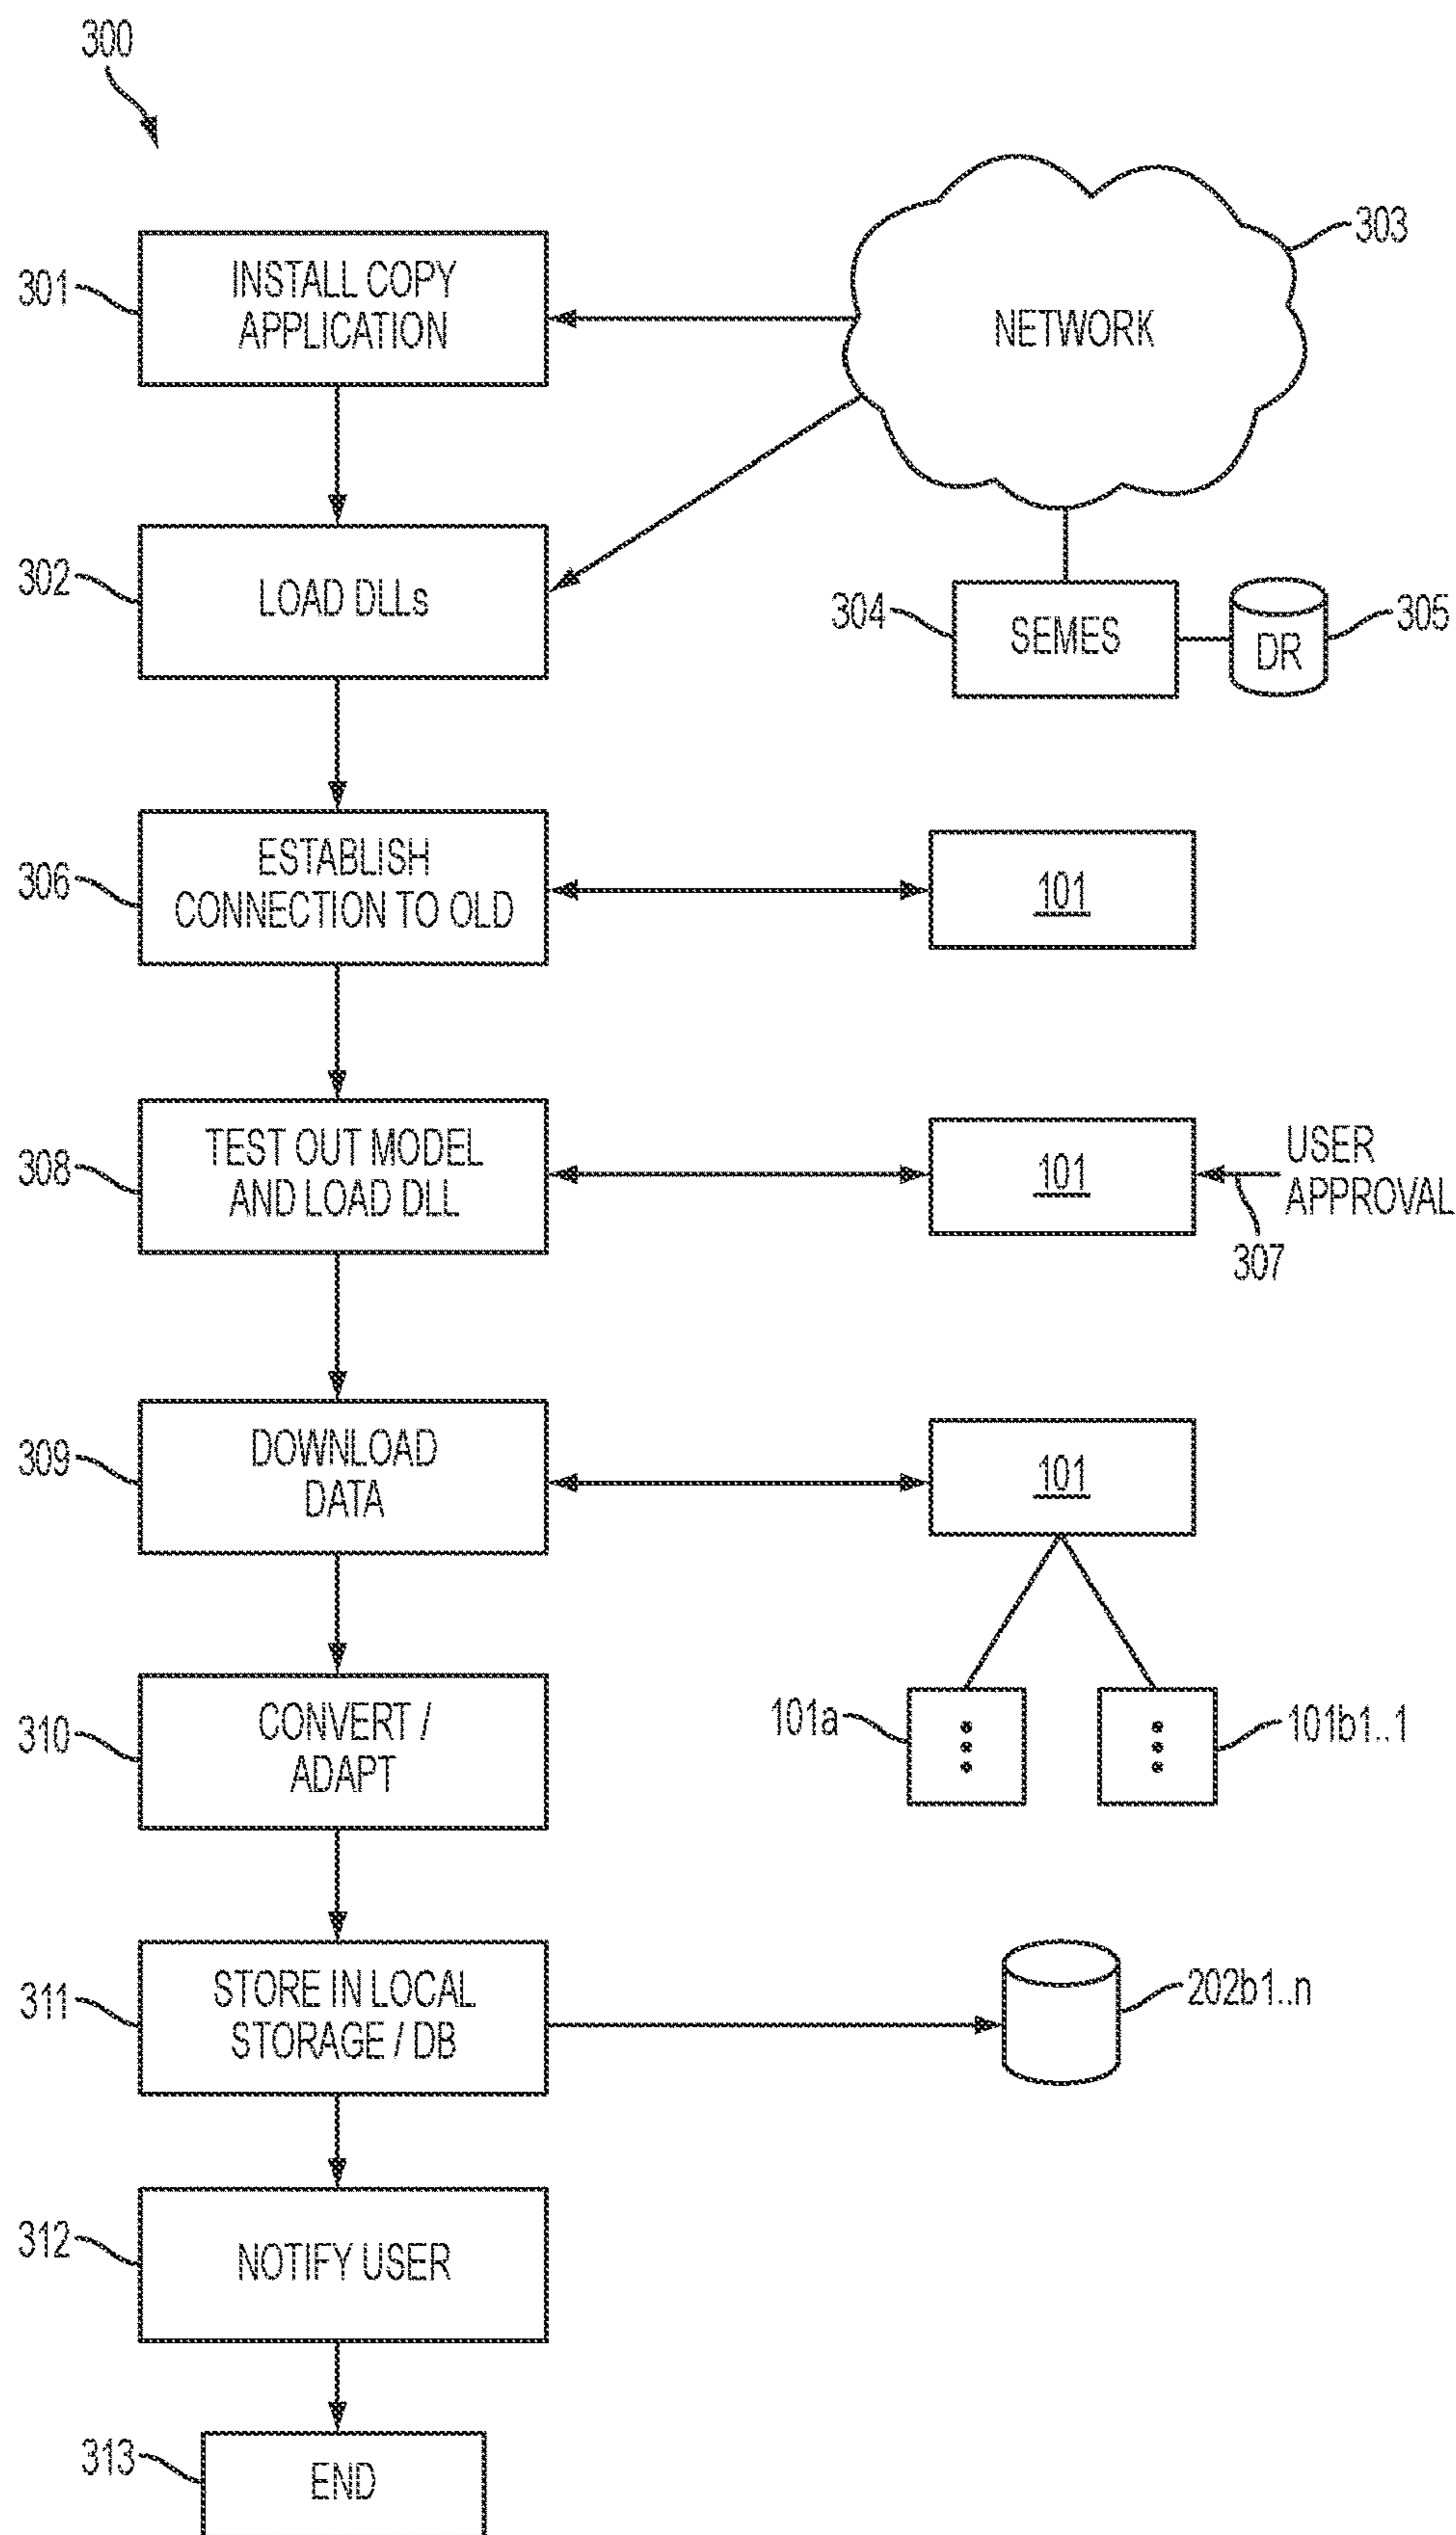 300
301
INSTALL COPY
APPLICATION
NETWORK
303
302
LOAD DLLs
304
SEMES
DR
305
306
ESTABLISH
CONNECTION TO OLD
101
308
TEST OUT MODEL
AND LOAD DLL
101
USER
APPROVAL
307
309
DOWNLOAD
DATA
101
310
CONVERT /
ADAPT
101a
101b1..1
311
STORE IN LOCAL
STORAGE / DB
202b1..n
312
NOTIFY USER
313
END